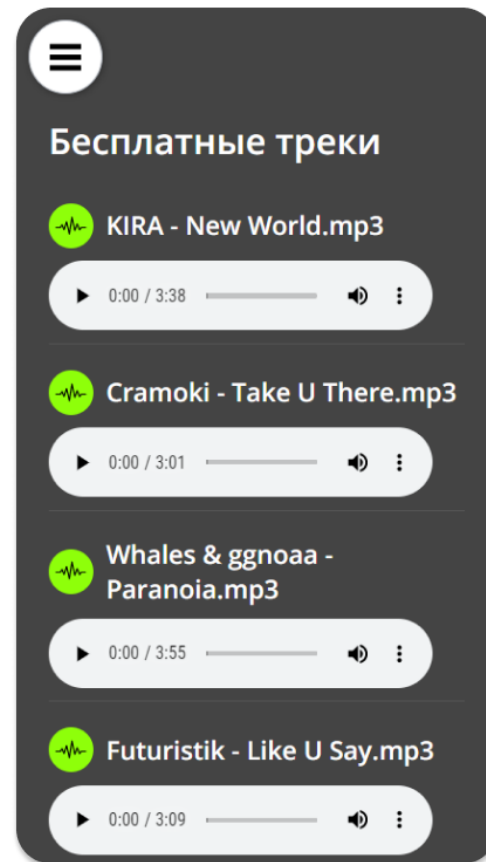 Бесплатные треки
KIRA - New World.mp3
0:00 / 3:38
Cramoki - Take U There.mp3
0:00 / 3:01
Whales & ggnoaa -
Paranoia.mp3
0:00 / 3:55
Futuristik - Like U Say.mp3
0:00 / 3:09